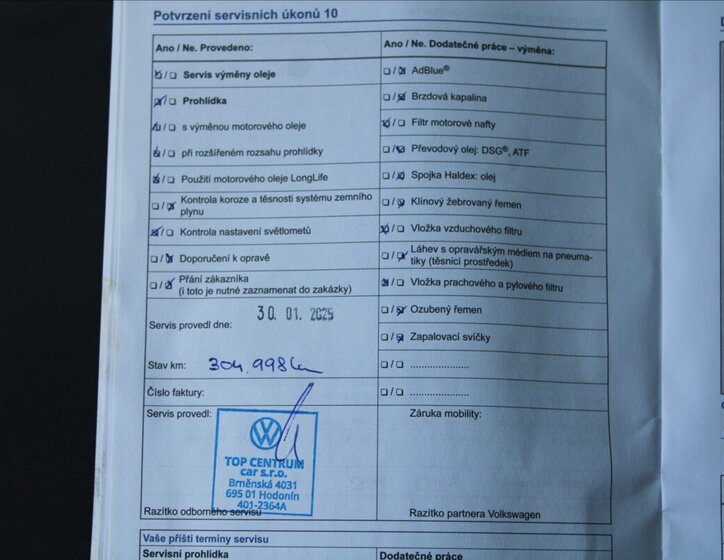 Potvrzení servisních úkonů 10
Ano / Ne. Provedeno:
Servis výměny oleje
Prohlídka
s výměnou motorového oleje
při rozšířeném rozsahu prohlídky
Použití motorového oleje LongLife
Kontrola koroze a těsnosti systému zemního
plynu
Kontrola nastavení světlometů
Doporučení k opravě
Přání zákazníka
(i toto je nutné zaznamenat do zakázky)
Servis provedl dne: 30. 01. 2025
Stav km: 304.998 km
Číslo faktury:
Servis provedl:
TOP CENTRUM
car s.r.o.
Brněnská 4031
695 01 Hodonín
401-2364A
Razítko odborného servisu
Ano / Ne. Dodatečné práce – výměna:
AdBlue®
Brzdová kapalina
Filtr motorové nafty
Převodový olej: DSG®, ATF
Spojka Haldex: olej
Klínový žebrovaný řemen
Vložka vzduchového filtru
Láhev s opravářským médiem na pneuma-
tiky (těsnicí prostředek)
Vložka prachového a pylového filtru
Ozubený řemen
Zapalovací svíčky
Záruka mobility:
Razítko partnera Volkswagen
Vaše příští termíny servisu
Servisní prohlídka
Dodatečné práce